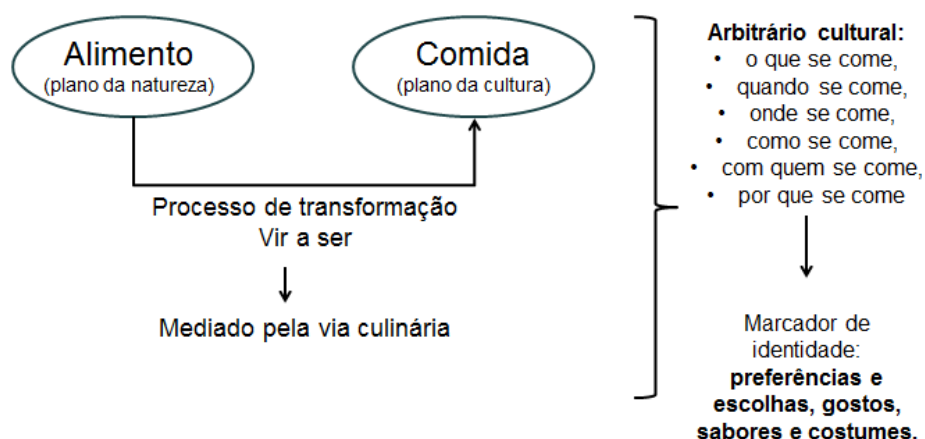 Alimento
(plano da natureza)
Comida
(plano da cultura)
Processo de transformação
Vir a ser
Mediado pela via culinária
Arbitrário cultural:
• o que se come,
• quando se come,
• onde se come,
• como se come,
• com quem se come,
• por que se come
Marcador de
identidade:
preferências e
escolhas, gostos,
sabores e costumes.